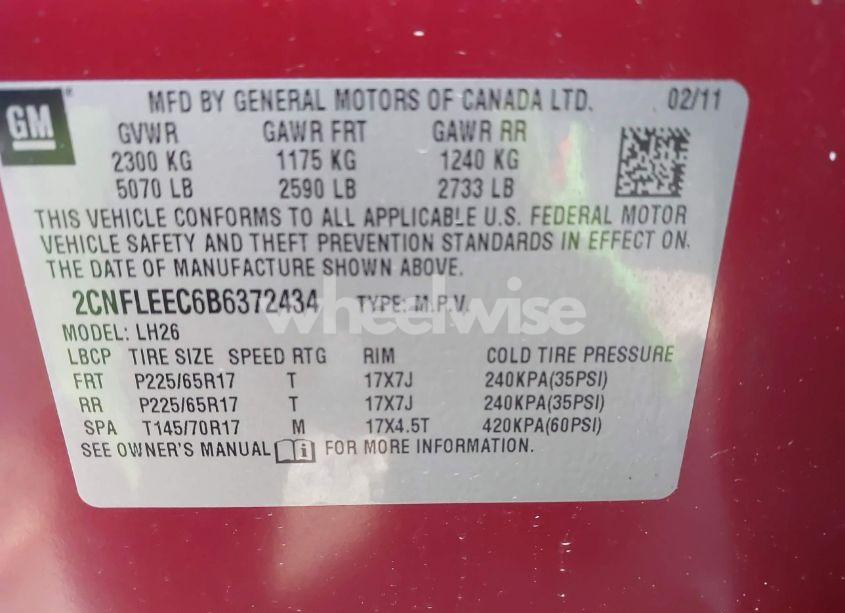 GM
MFD BY GENERAL MOTORS OF CANADA LTD. 02/11
GVWR GAWR FRT GAWR RR
2300 KG 1175 KG 1240 KG
5070 LB 2590 LB 2733 LB
THIS VEHICLE CONFORMS TO ALL APPLICABLE U.S. FEDERAL MOTOR
VEHICLE SAFETY AND THEFT PREVENTION STANDARDS IN EFFECT ON
THE DATE OF MANUFACTURE SHOWN ABOVE.
2CNFLEEC6B6372434 TYPE: M.P.V.
wheelwise
MODEL: LH26
LBCP TIRE SIZE SPEED RTG RIM COLD TIRE PRESSURE
FRT P225/65R17 T 17X7J 240KPA(35PSI)
RR P225/65R17 T 17X7J 240KPA(35PSI)
SPA T145/70R17 M 17X4.5T 420KPA(60PSI)
SEE OWNER'S MANUAL FOR MORE INFORMATION.